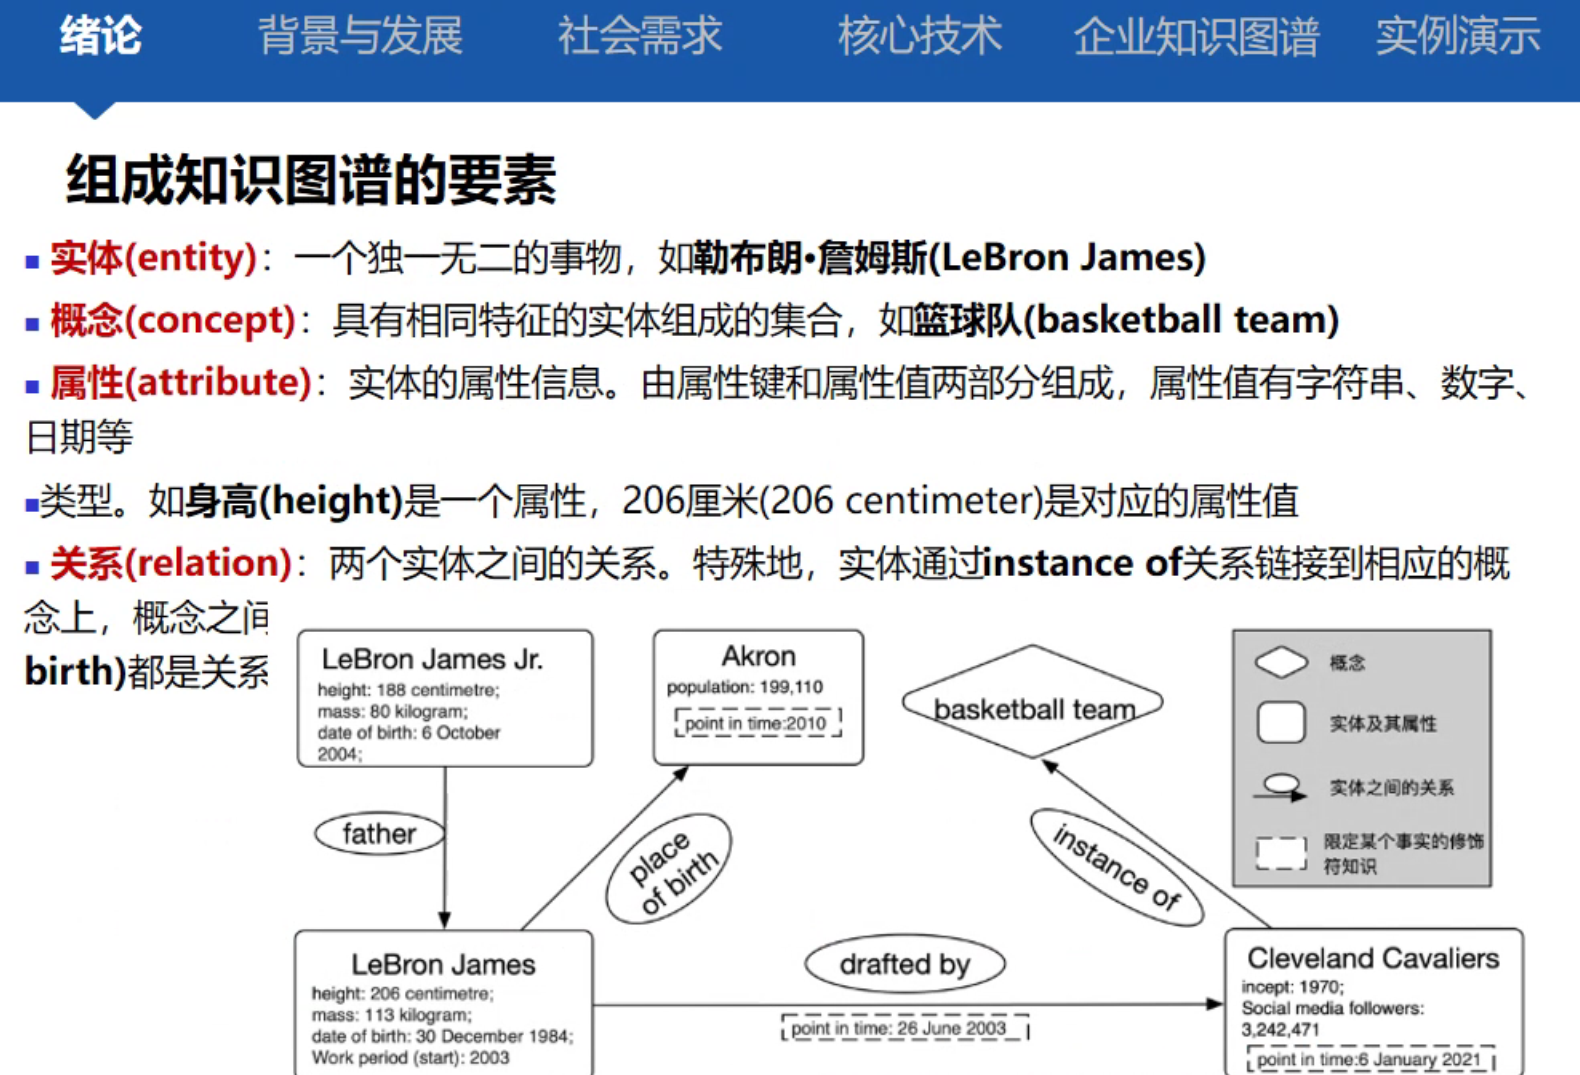 绪论 背景与发展 社会需求 核心技术 企业知识图谱 实例演示
组成知识图谱的要素
▪ 实体(entity)：一个独一无二的事物，如勒布朗•詹姆斯(LeBron James)
▪ 概念(concept)：具有相同特征的实体组成的集合，如篮球队(basketball team)
▪ 属性(attribute)：实体的属性信息。由属性键和属性值两部分组成，属性值有字符串、数字、
日期等
▪类型。如身高(height)是一个属性，206厘米(206 centimeter)是对应的属性值
▪ 关系(relation)：两个实体之间的关系。特殊地，实体通过instance of关系链接到相应的概
念上，概念之间
birth)都是关系
LeBron James Jr.
height: 188 centimetre;
mass: 80 kilogram;
date of birth: 6 October
2004;
Akron
population: 199,110
point in time:2010
basketball team
概念
实体及其属性
实体之间的关系
限定某个事实的修饰
符知识
father
place
of birth
instance of
LeBron James
height: 206 centimetre;
mass: 113 kilogram;
date of birth: 30 December 1984;
Work period (start): 2003
drafted by
point in time: 26 June 2003
Cleveland Cavaliers
incept: 1970;
Social media followers:
3,242,471
point in time:6 January 2021